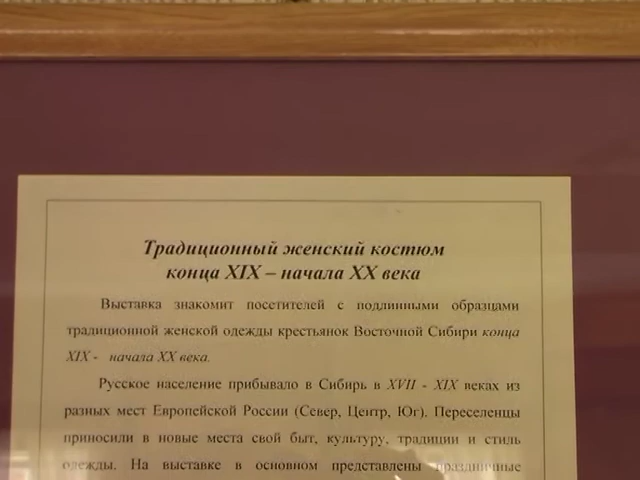 Традиционный женский костюм
конца XIX – начала XX века
Выставка знакомит посетителей с подлинными образцами
традиционной женской одежды крестьянок Восточной Сибири конца
XIX - начала XX века.
Русское население прибывало в Сибирь в XVII - XIX веках из
разных мест Европейской России (Север, Центр, Юг). Переселенцы
приносили в новые места свой быт, культуру, традиции и стиль
одежды. На выставке в основном представлены праздничные